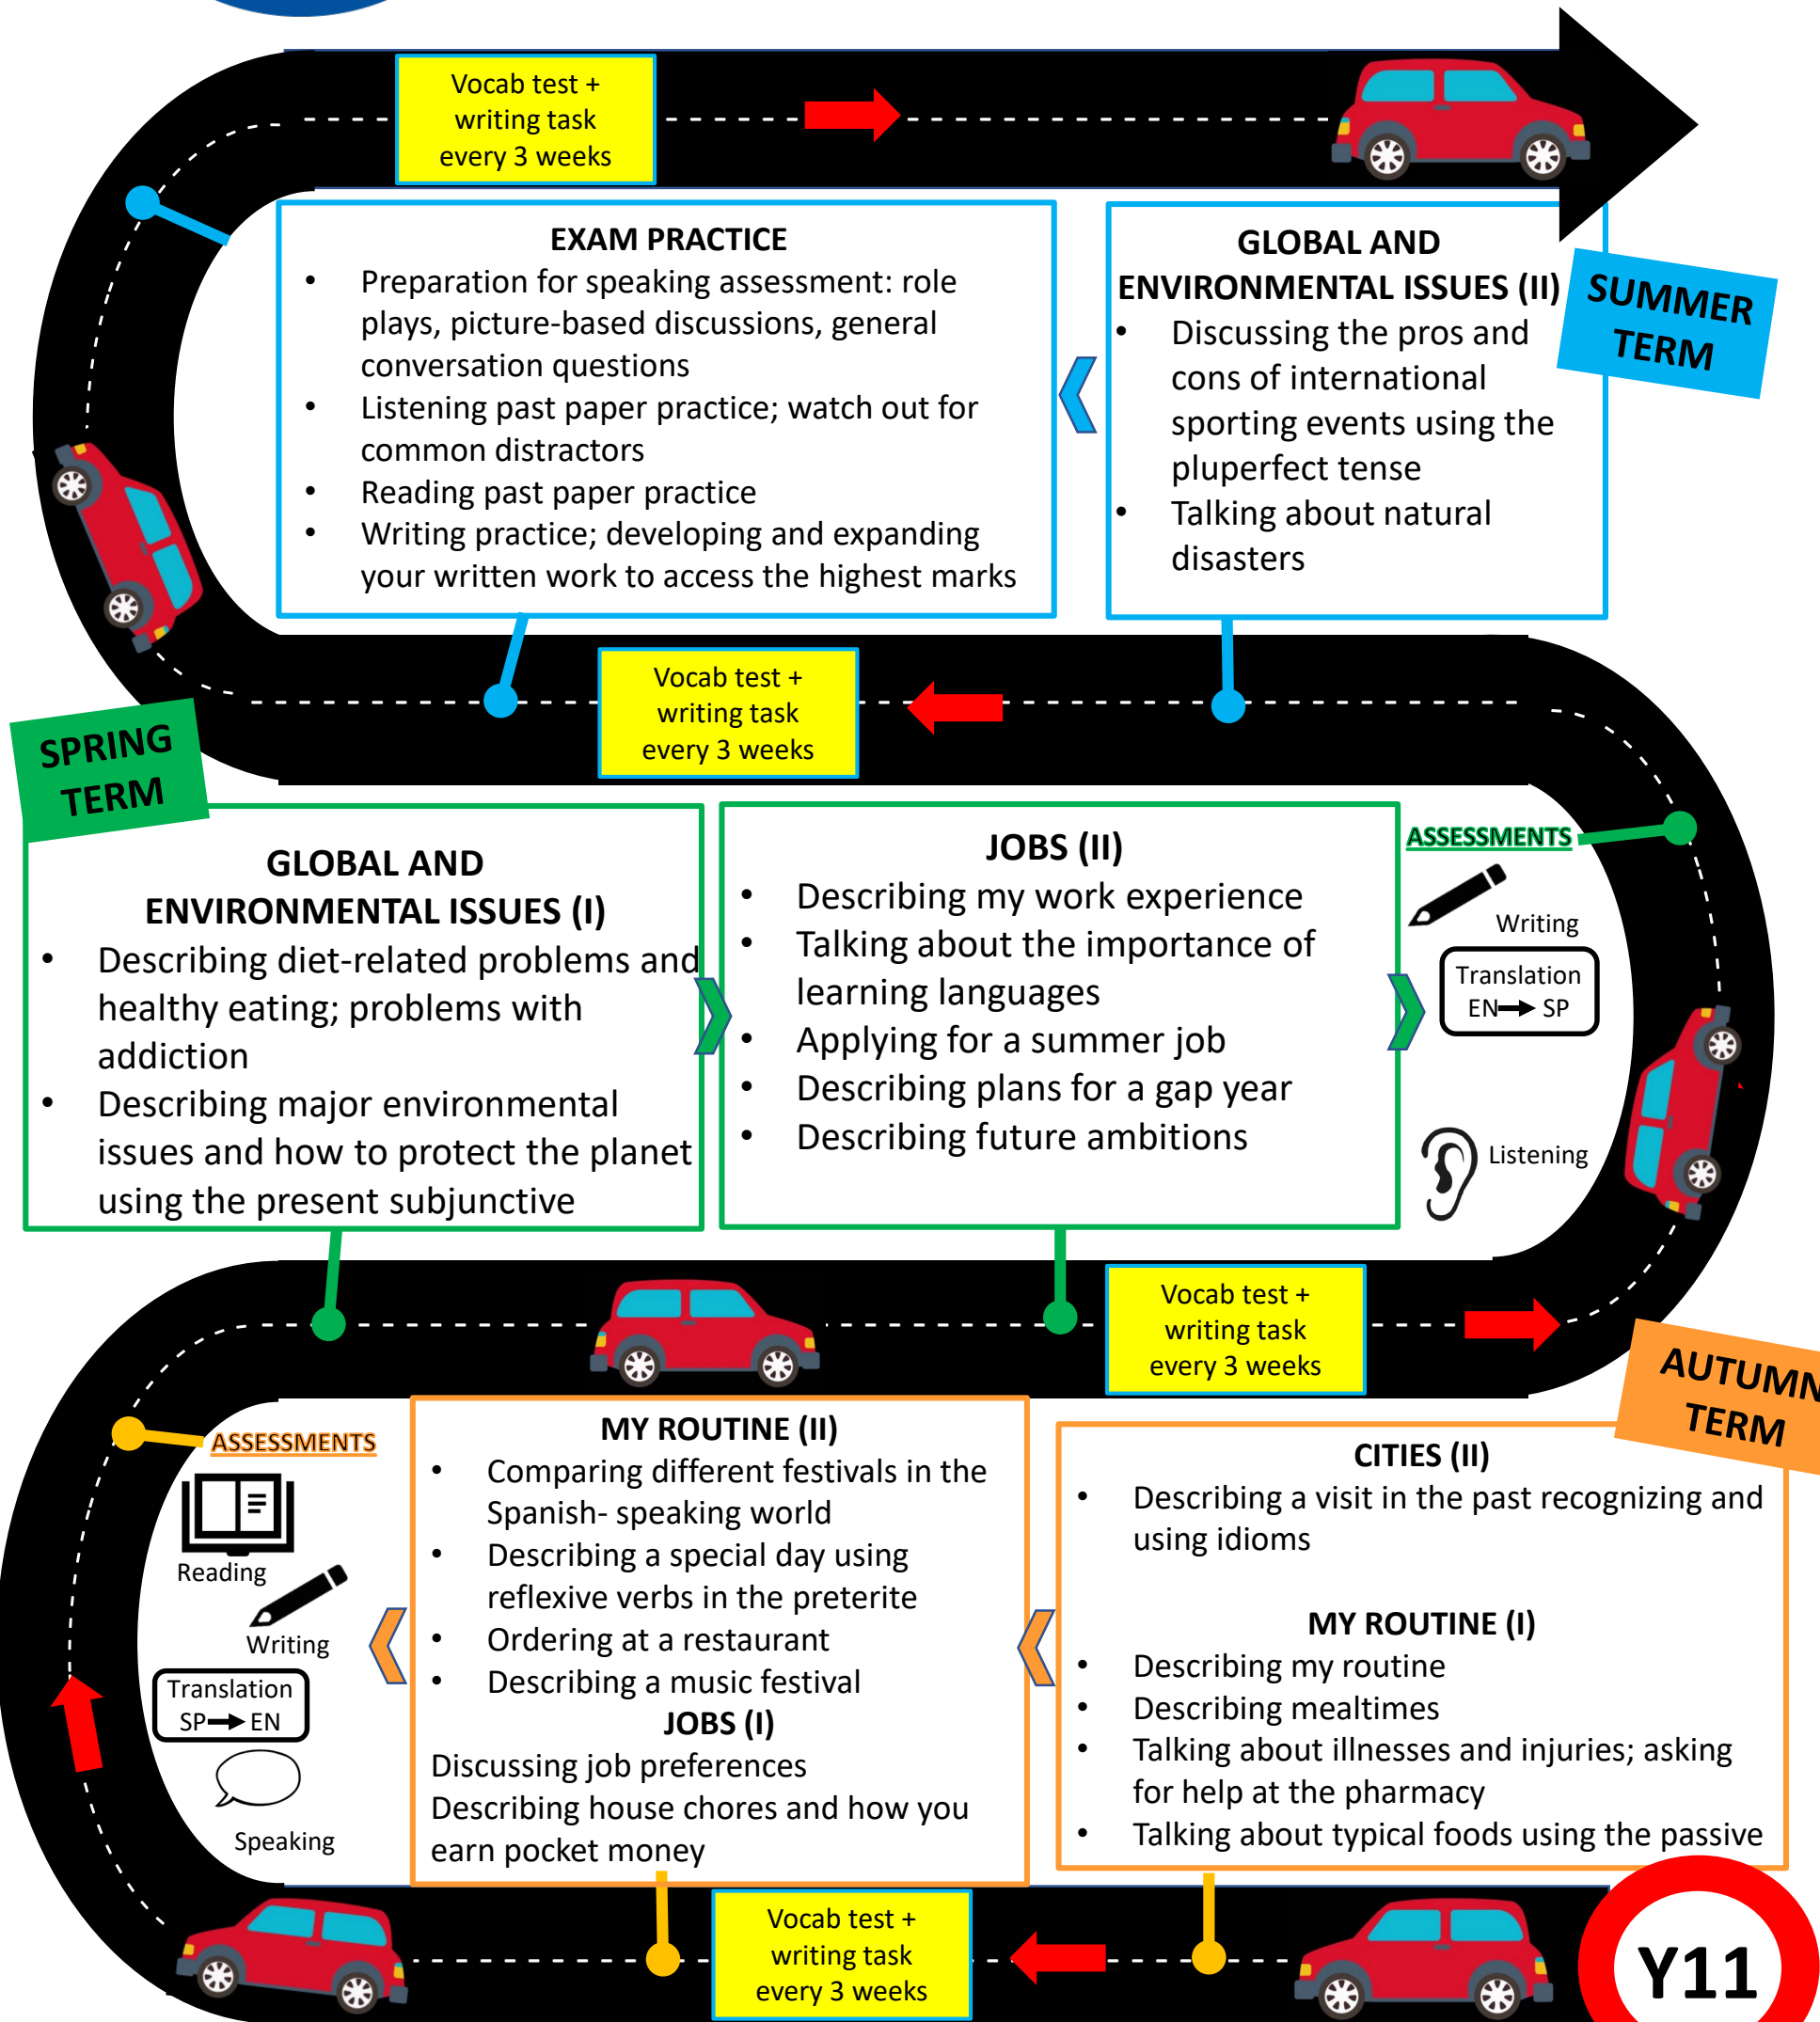 Vocab test +
writing task
every 3 weeks
EXAM PRACTICE
• Preparation for speaking assessment: role
plays, picture-based discussions, general
conversation questions
• Listening past paper practice; watch out for
common distractors
• Reading past paper practice
• Writing practice; developing and expanding
your written work to access the highest marks
GLOBAL AND
ENVIRONMENTAL ISSUES (II)
• Discussing the pros and
cons of international
sporting events using the
pluperfect tense
• Talking about natural
disasters
SUMMER
TERM
Vocab test +
writing task
every 3 weeks
SPRING
TERM
GLOBAL AND
ENVIRONMENTAL ISSUES (I)
• Describing diet-related problems and
healthy eating; problems with
addiction
• Describing major environmental
issues and how to protect the planet
using the present subjunctive
JOBS (II)
• Describing my work experience
• Talking about the importance of
learning languages
• Applying for a summer job
• Describing plans for a gap year
• Describing future ambitions
ASSESSMENTS
Writing
Translation
EN→ SP
Listening
Vocab test +
writing task
every 3 weeks
AUTUMN
TERM
ASSESSMENTS
Reading
Writing
Translation
SP→ EN
Speaking
MY ROUTINE (II)
• Comparing different festivals in the
Spanish- speaking world
• Describing a special day using
reflexive verbs in the preterite
• Ordering at a restaurant
• Describing a music festival
JOBS (I)
Discussing job preferences
Describing house chores and how you
earn pocket money
CITIES (II)
• Describing a visit in the past recognizing and
using idioms
MY ROUTINE (I)
• Describing my routine
• Describing mealtimes
• Talking about illnesses and injuries; asking
for help at the pharmacy
• Talking about typical foods using the passive
Vocab test +
writing task
every 3 weeks
Y11